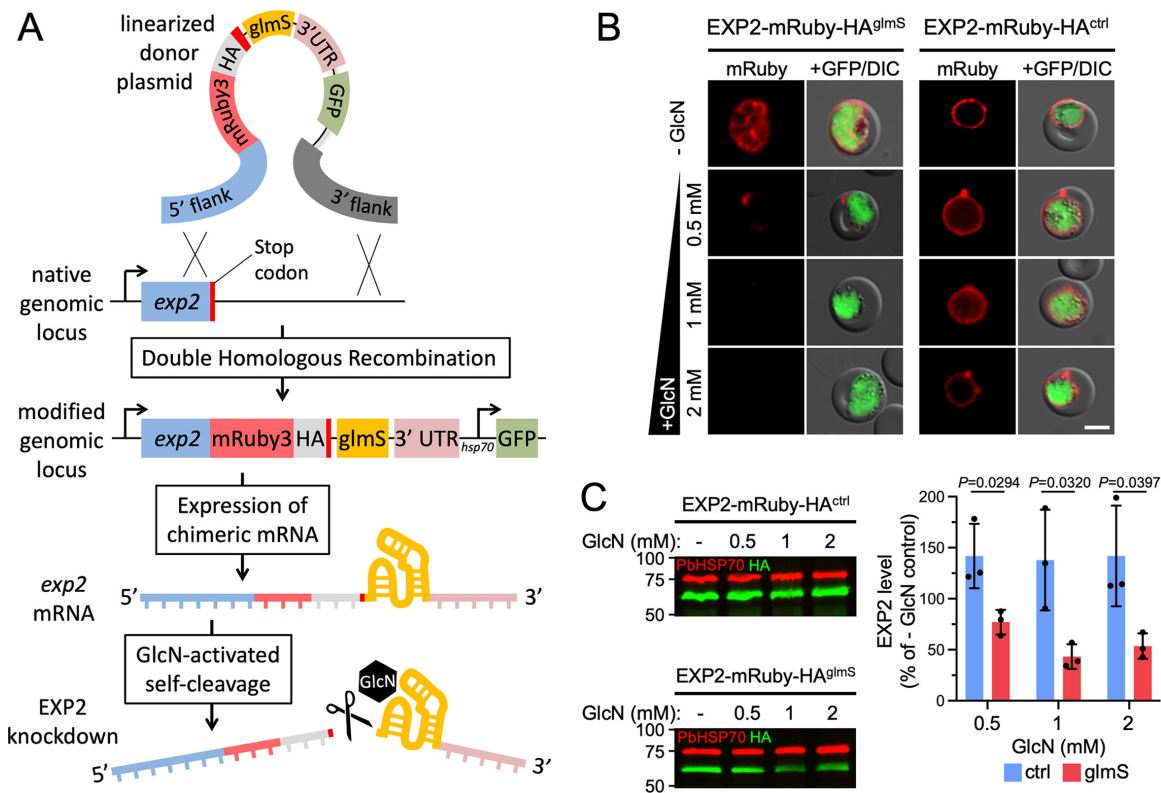 A
linearized
donor
plasmid
mRuby3
HA
glmS
3’UTR
GFP
5’ flank
3’ flank
Stop
codon
native
genomic
locus
exp2
Double Homologous Recombination
modified
genomic
locus
exp2 mRuby3 HA glmS 3’ UTR hsp70 GFP
Expression of
chimeric mRNA
exp2
mRNA
5’ 3’
GlcN-activated
self-cleavage
EXP2
knockdown
GlcN
5’ 3’
B
EXP2-mRuby-HAglmS EXP2-mRuby-HActrl
mRuby +GFP/DIC mRuby +GFP/DIC
- GlcN
0.5 mM
1 mM
2 mM
+GlcN
C
EXP2-mRuby-HActrl
GlcN (mM): - 0.5 1 2
100
PbHSP70 HA
75
50
EXP2-mRuby-HAglmS
GlcN (mM): - 0.5 1 2
100
PbHSP70 HA
75
50
P=0.0294 P=0.0320 P=0.0397
EXP2 level
(% of - GlcN control)
200
150
100
50
0
0.5 1 2
GlcN (mM)
ctrl glmS